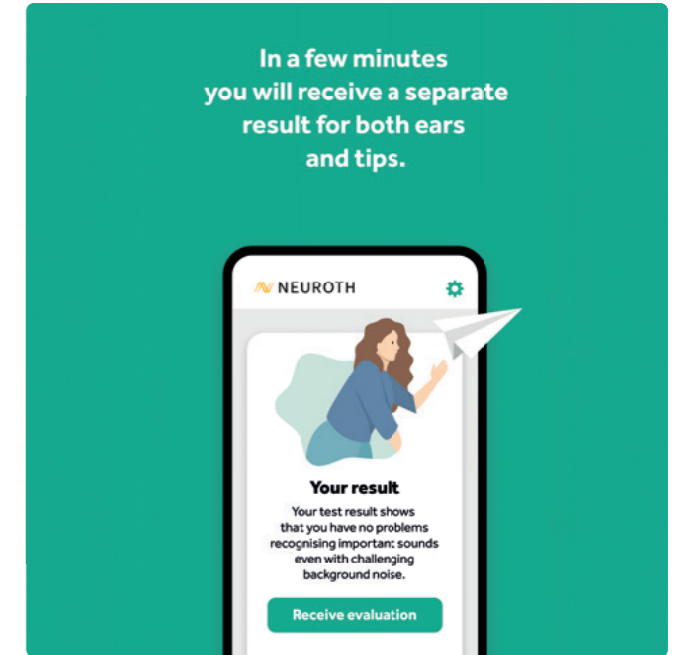 In a few minutes
you will receive a separate
result for both ears
and tips.
NEUROTH
Your result
Your test result shows
that you have no problems
recognising important sounds
even with challenging
background noise.
Receive evaluation